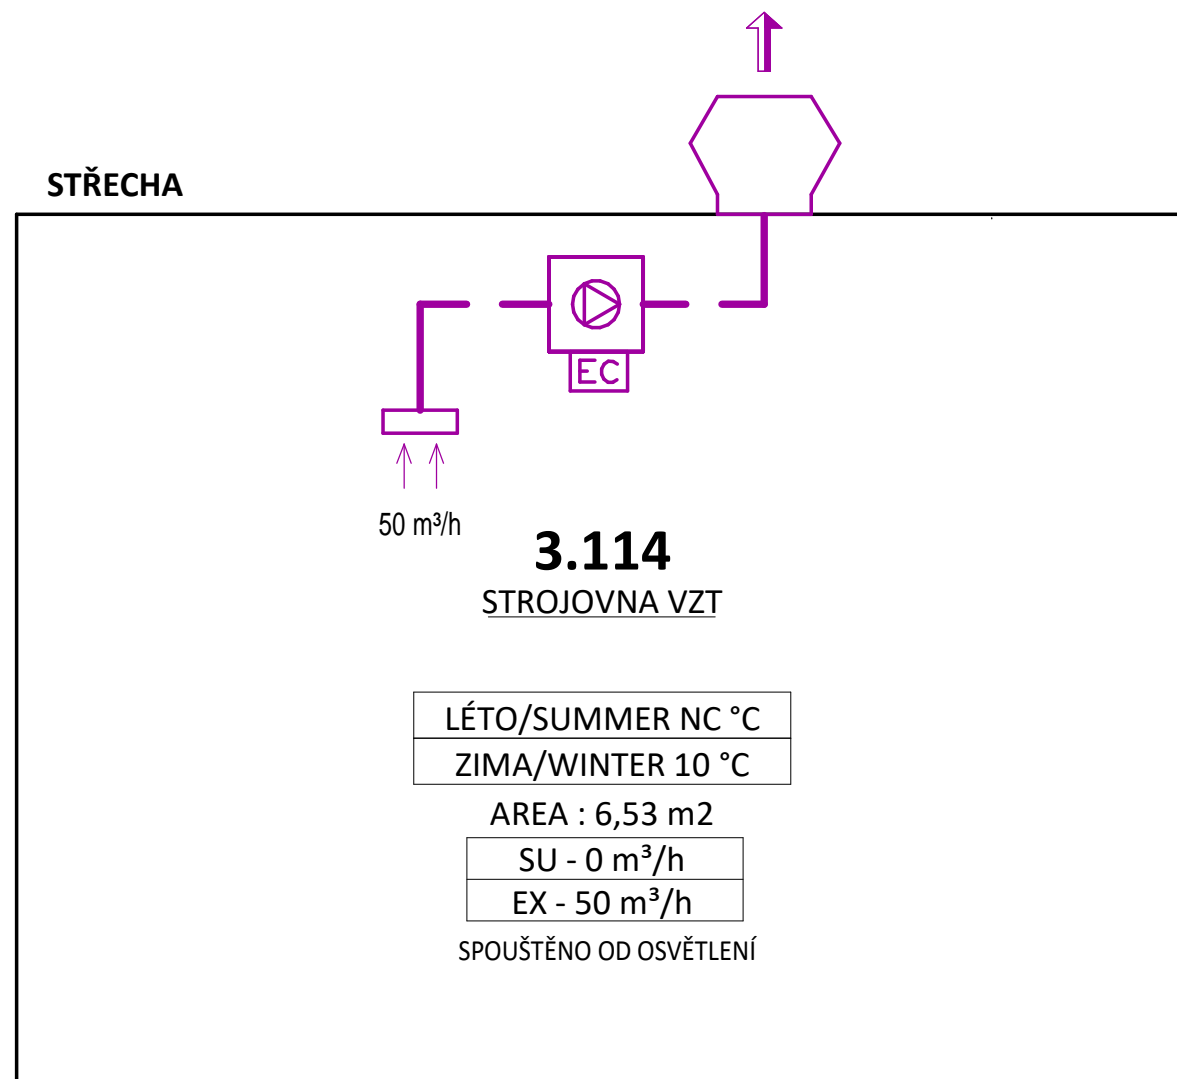 STŘECHA
EC
50 m³/h
3.114
STROJOVNA VZT
LÉTO/SUMMER NC °C
ZIMA/WINTER 10 °C
AREA : 6,53 m2
SU - 0 m³/h
EX - 50 m³/h
SPOUŠTĚNO OD OSVĚTLENÍ